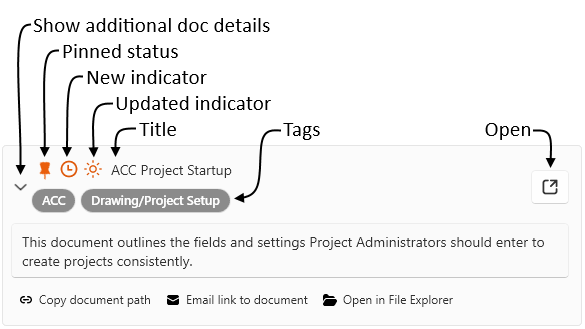 Show additional doc details
Pinned status
New indicator
Updated indicator
Title Tags Open
ACC Project Startup
ACC Drawing/Project Setup
This document outlines the fields and settings Project Administrators should enter to
create projects consistently.
Copy document path Email link to document Open in File Explorer